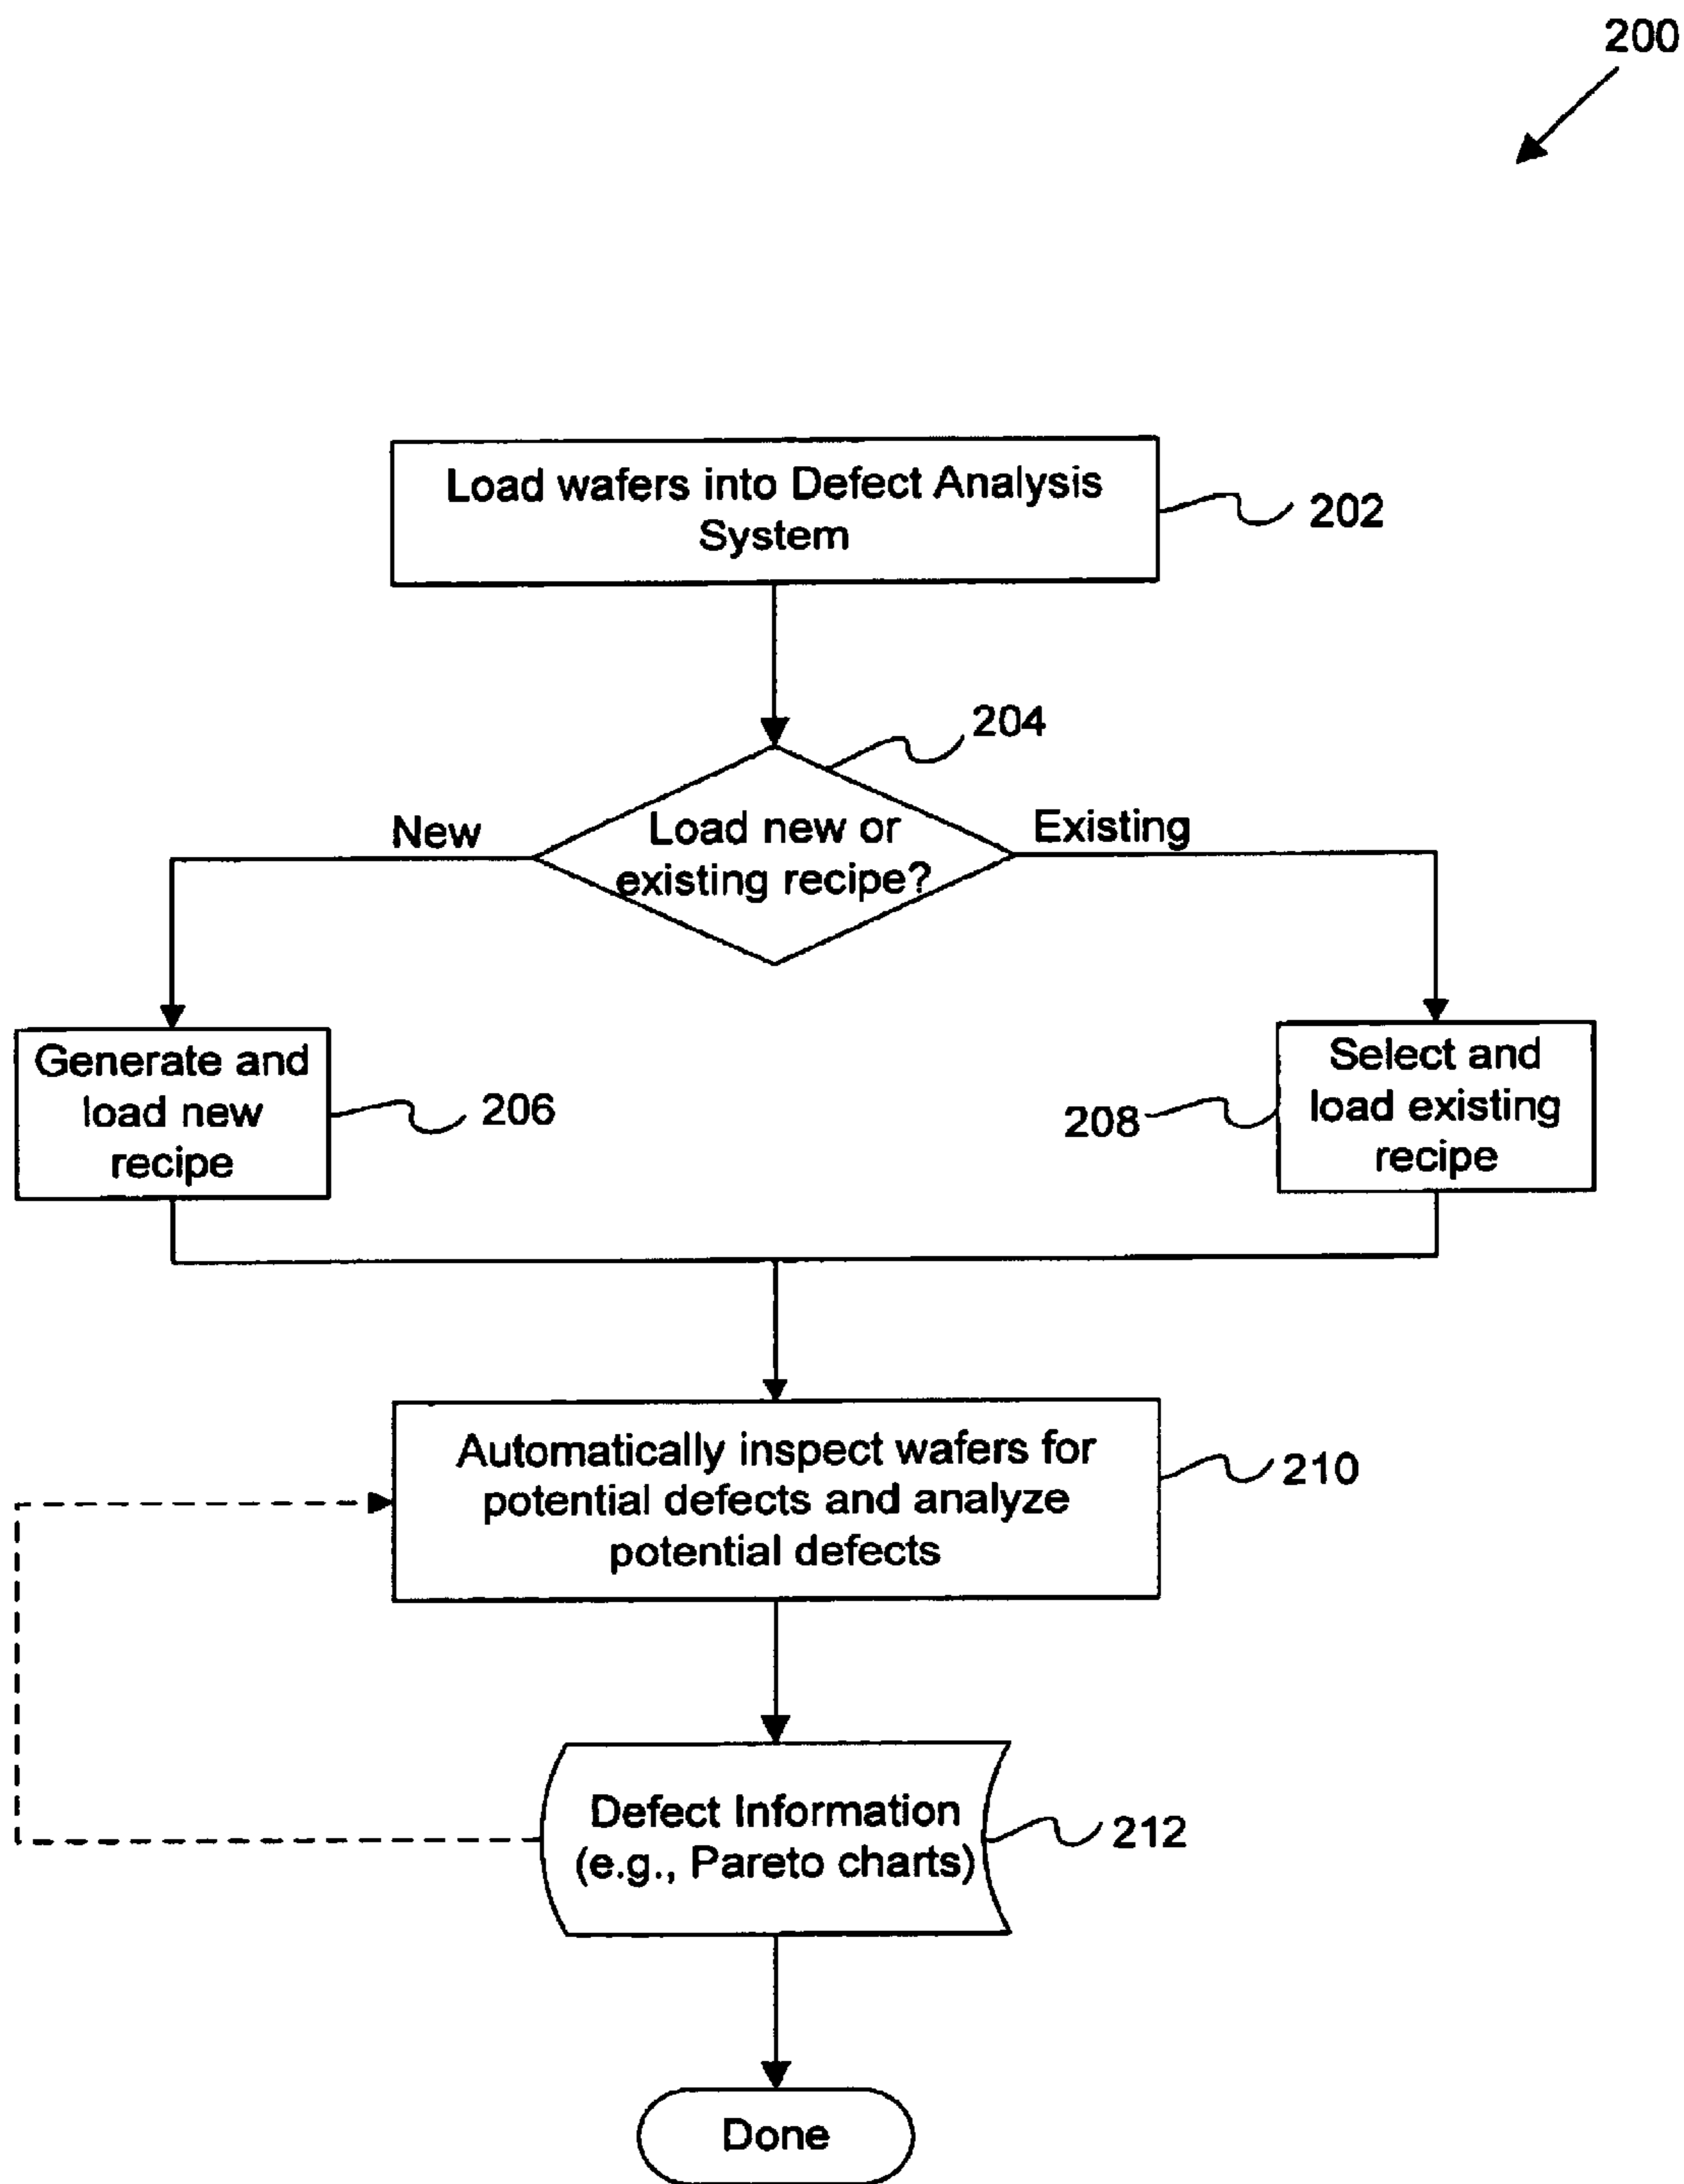 200
Load wafers into Defect Analysis
System
202
204
New
Load new or
existing recipe?
Existing
Generate and
load new
recipe
206
208
Select and
load existing
recipe
Automatically inspect wafers for
potential defects and analyze
potential defects
210
Defect Information
(e.g., Pareto charts)
212
Done